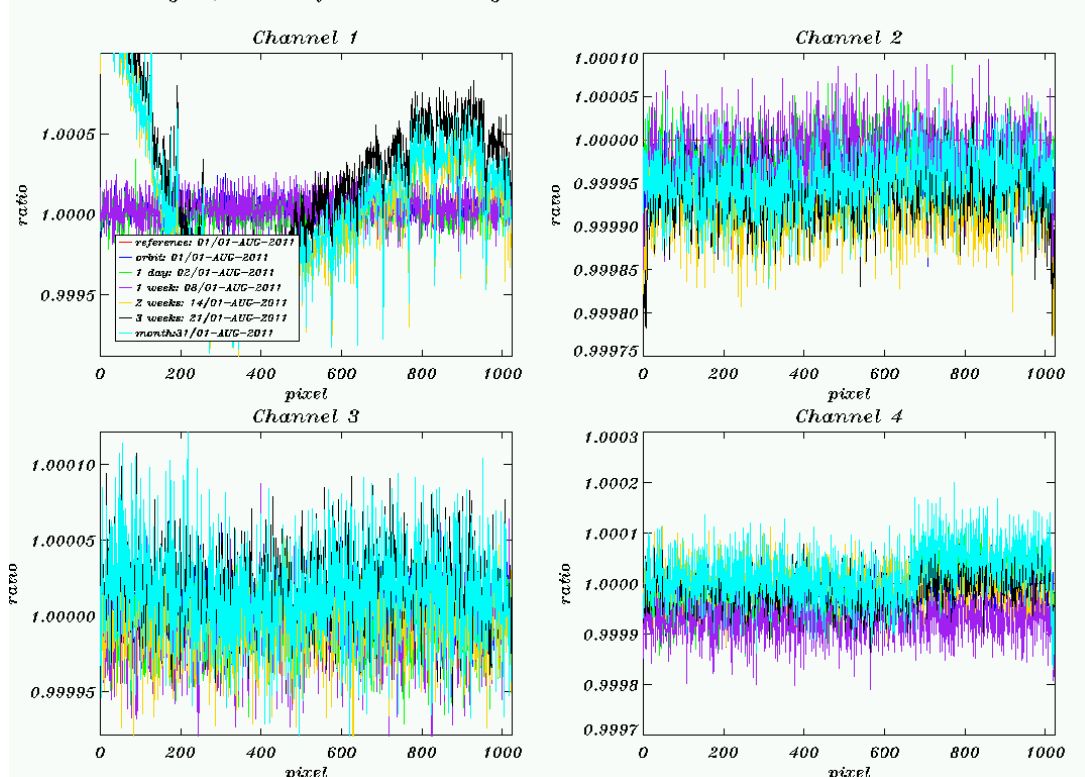 Channel 1
Channel 2
ratio
1.0005
1.0000
0.9995
reference: 01/01-AUG-2011
orbit: 01/01-AUG-2011
1 day: 02/01-AUG-2011
1 week: 08/01-AUG-2011
2 weeks: 14/01-AUG-2011
3 weeks: 21/01-AUG-2011
month:31/01-AUG-2011
0 200 400 600 800 1000
pixel
ratio
1.00010
1.00005
1.00000
0.99995
0.99990
0.99985
0.99980
0.99975
0 200 400 600 800 1000
pixel
Channel 3
Channel 4
ratio
1.00010
1.00005
1.00000
0.99995
0 200 400 600 800 1000
pixel
ratio
1.0003
1.0002
1.0001
1.0000
0.9999
0.9998
0.9997
0 200 400 600 800 1000
pixel